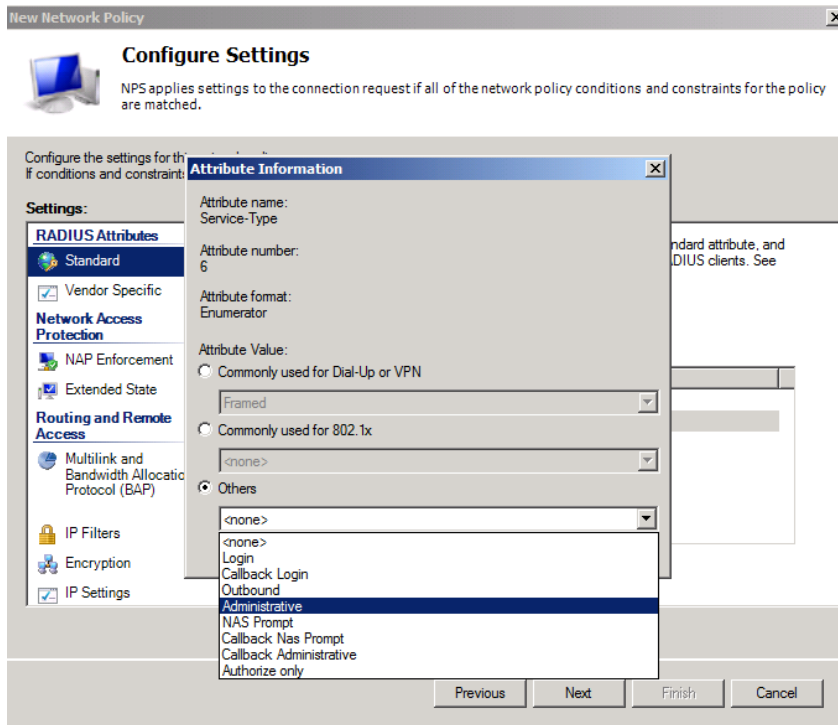 New Network Policy
Configure Settings
NPS applies settings to the connection request if all of the network policy conditions and constraints for the policy
are matched.
Configure the settings for
If conditions and
Settings:
RADIUS Attributes
Standard
Vendor Specific
Network Access
Protection
NAP Enforcement
Extended State
Routing and Remote
Access
Multilink and
Bandwidth
Protocol (BAP)
IP Filters
Encryption
IP Settings
attribute, and
clients. See
Attribute Information
Attribute name:
Service-Type
Attribute number:
6
Attribute format:
Enumerator
Attribute Value:
Commonly used for Dial-Up or VPN
Framed
Commonly used for 802.1x
<none>
Others
<none>
<none>
Login
Callback Login
Outbound
Administrative
NAS Prompt
Callback Nas Prompt
Callback Administrative
Authorize only
Previous
Next
Finish
Cancel